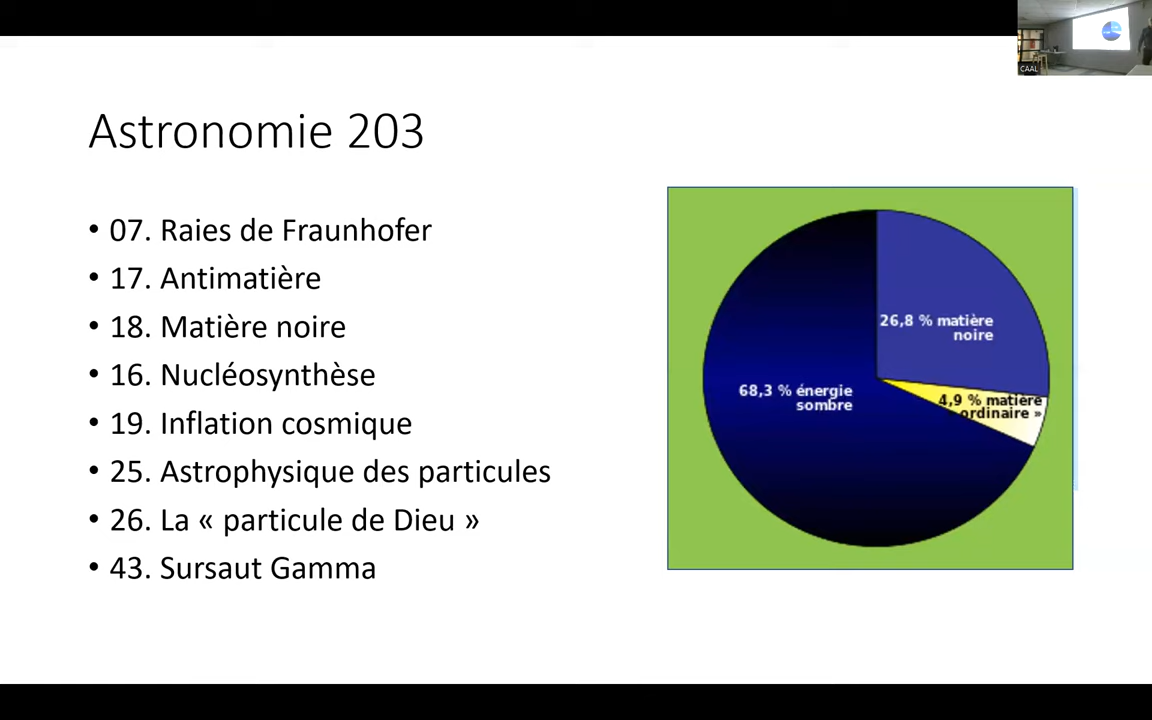 CAAL
Astronomie 203
• 07. Raies de Fraunhofer
• 17. Antimatière
• 18. Matière noire
• 16. Nucléosynthèse
• 19. Inflation cosmique
• 25. Astrophysique des particules
• 26. La « particule de Dieu »
• 43. Sursaut Gamma
26,8 % matière
noire
68,3 % énergie
sombre
4,9 % matière
ordinaire »